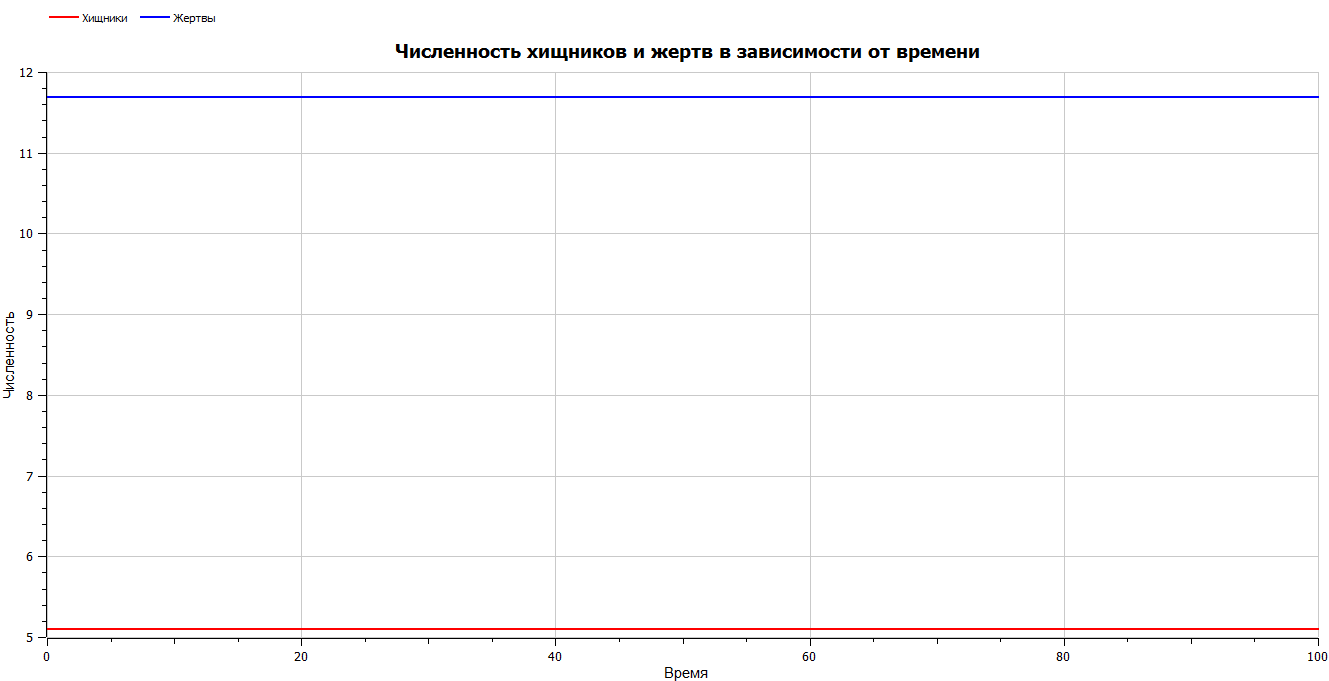 Хищники Жертвы
Численность хищников и жертв в зависимости от времени
12
11
10
9
8
7
6
5
Численность
0 20 40 60 80 100
Время